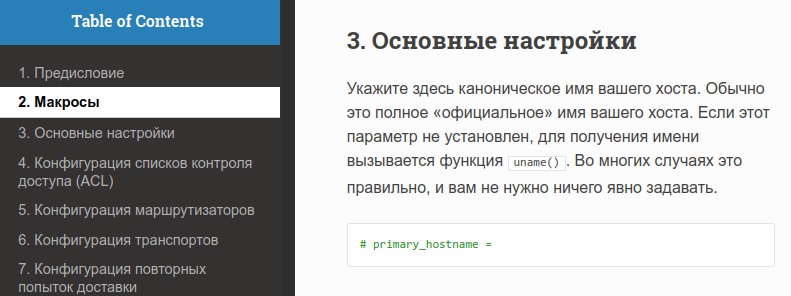 Table of Contents
1. Предисловие
2. Макросы
3. Основные настройки
4. Конфигурация списков контроля
доступа (ACL)
5. Конфигурация маршрутизаторов
6. Конфигурация транспортов
7. Конфигурация повторных
попыток доставки
3. Основные настройки
Укажите здесь каноническое имя вашего хоста. Обычно
это полное «официальное» имя вашего хоста. Если этот
параметр не установлен, для получения имени
вызывается функция uname(). Во многих случаях это
правильно, и вам не нужно ничего явно задавать.
# primary_hostname =